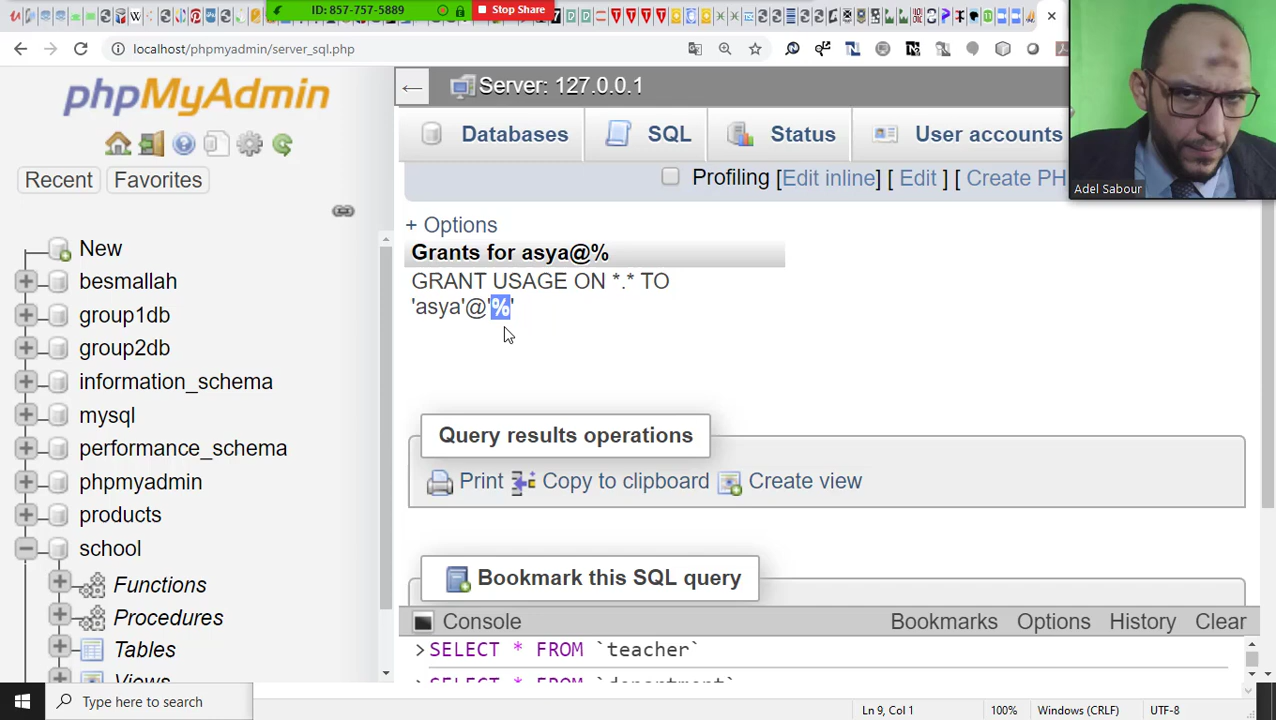 ID: 857-757-5889
Stop Share
localhost/phpmyadmin/server_sql.php
phpMyAdmin
Recent
Favorites
New
besmallah
group1db
group2db
information_schema
mysql
performance_schema
phpmyadmin
products
school
Functions
Procedures
Tables
Views
Server: 127.0.0.1
Databases
SQL
Status
User accounts
Profiling [Edit inline] [ Edit ] [ Create PH
+ Options
Grants for asya@%
GRANT USAGE ON *.* TO
'asya'@'%'
Query results operations
Print
Copy to clipboard
Create view
Bookmark this SQL query
Console
Bookmarks
Options
History
Clear
>SELECT * FROM `teacher`
>SELECT * FROM `department`
Adel Sabour
Type here to search
Ln 9, Col 1
100%
Windows (CRLF)
UTF-8